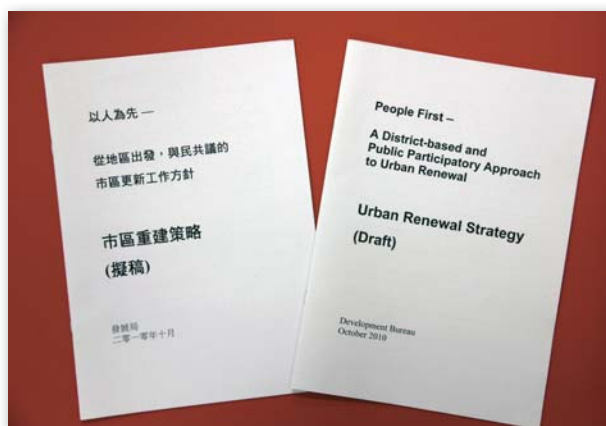 以人為先 —
從地區出發，與民共議的
市區更新工作方針
市區重建策略
(擬稿)
發展局
二零一零年十月
People First –
A District-based and
Public Participatory Approach
to Urban Renewal
Urban Renewal Strategy
(Draft)
Development Bureau
October 2010